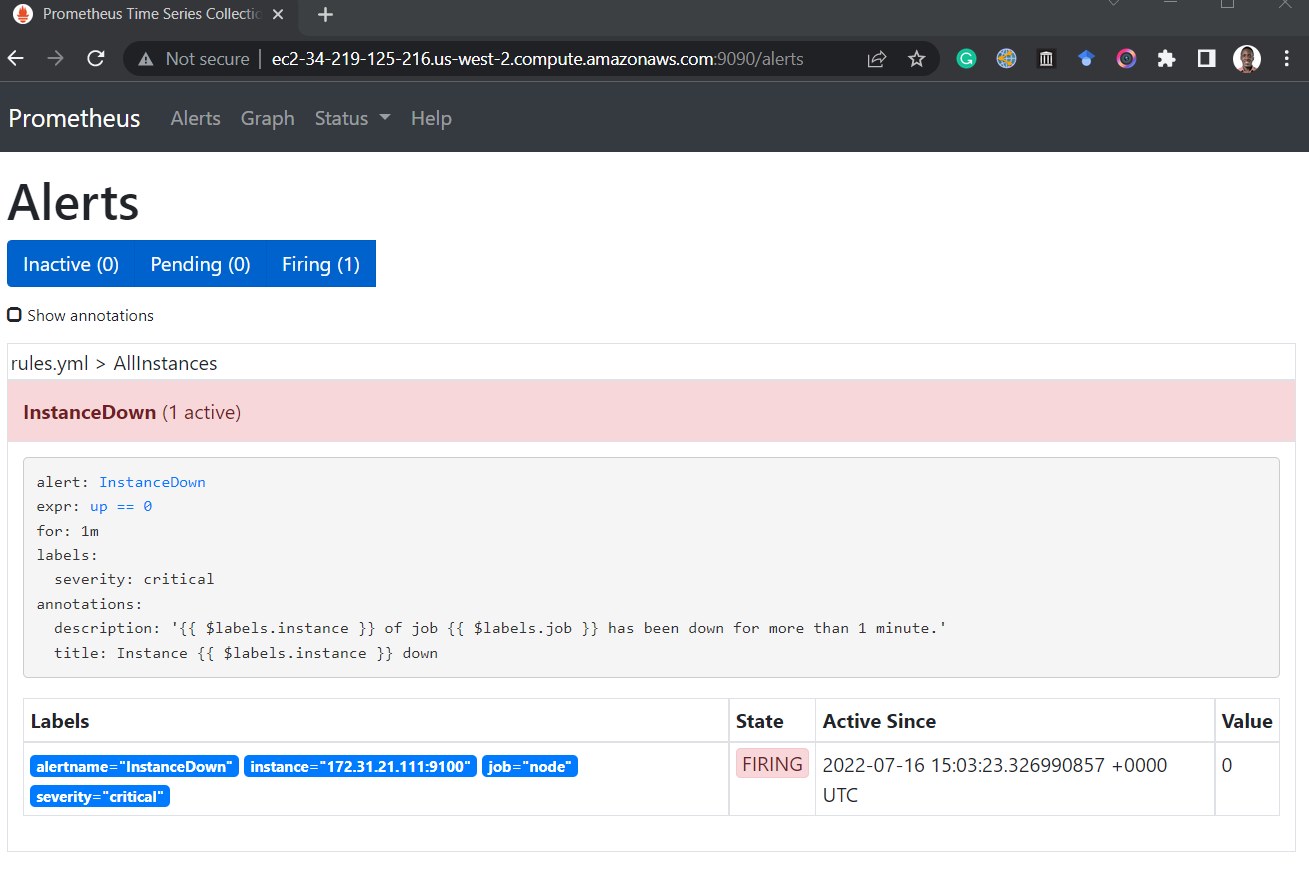 Prometheus Time Series Collectio
Not secure | ec2-34-219-125-216.us-west-2.compute.amazonaws.com:9090/alerts
Prometheus Alerts Graph Status Help
Alerts
Inactive (0) Pending (0) Firing (1)
Show annotations
rules.yml > AllInstances
InstanceDown (1 active)
alert: InstanceDown
expr: up == 0
for: 1m
labels:
  severity: critical
annotations:
  description: '{{ $labels.instance }} of job {{ $labels.job }} has been down for more than 1 minute.'
  title: Instance {{ $labels.instance }} down
Labels State Active Since Value
alertname="InstanceDown" instance="172.31.21.111:9100" job="node" FIRING 2022-07-16 15:03:23.326990857 +0000 0
severity="critical" UTC